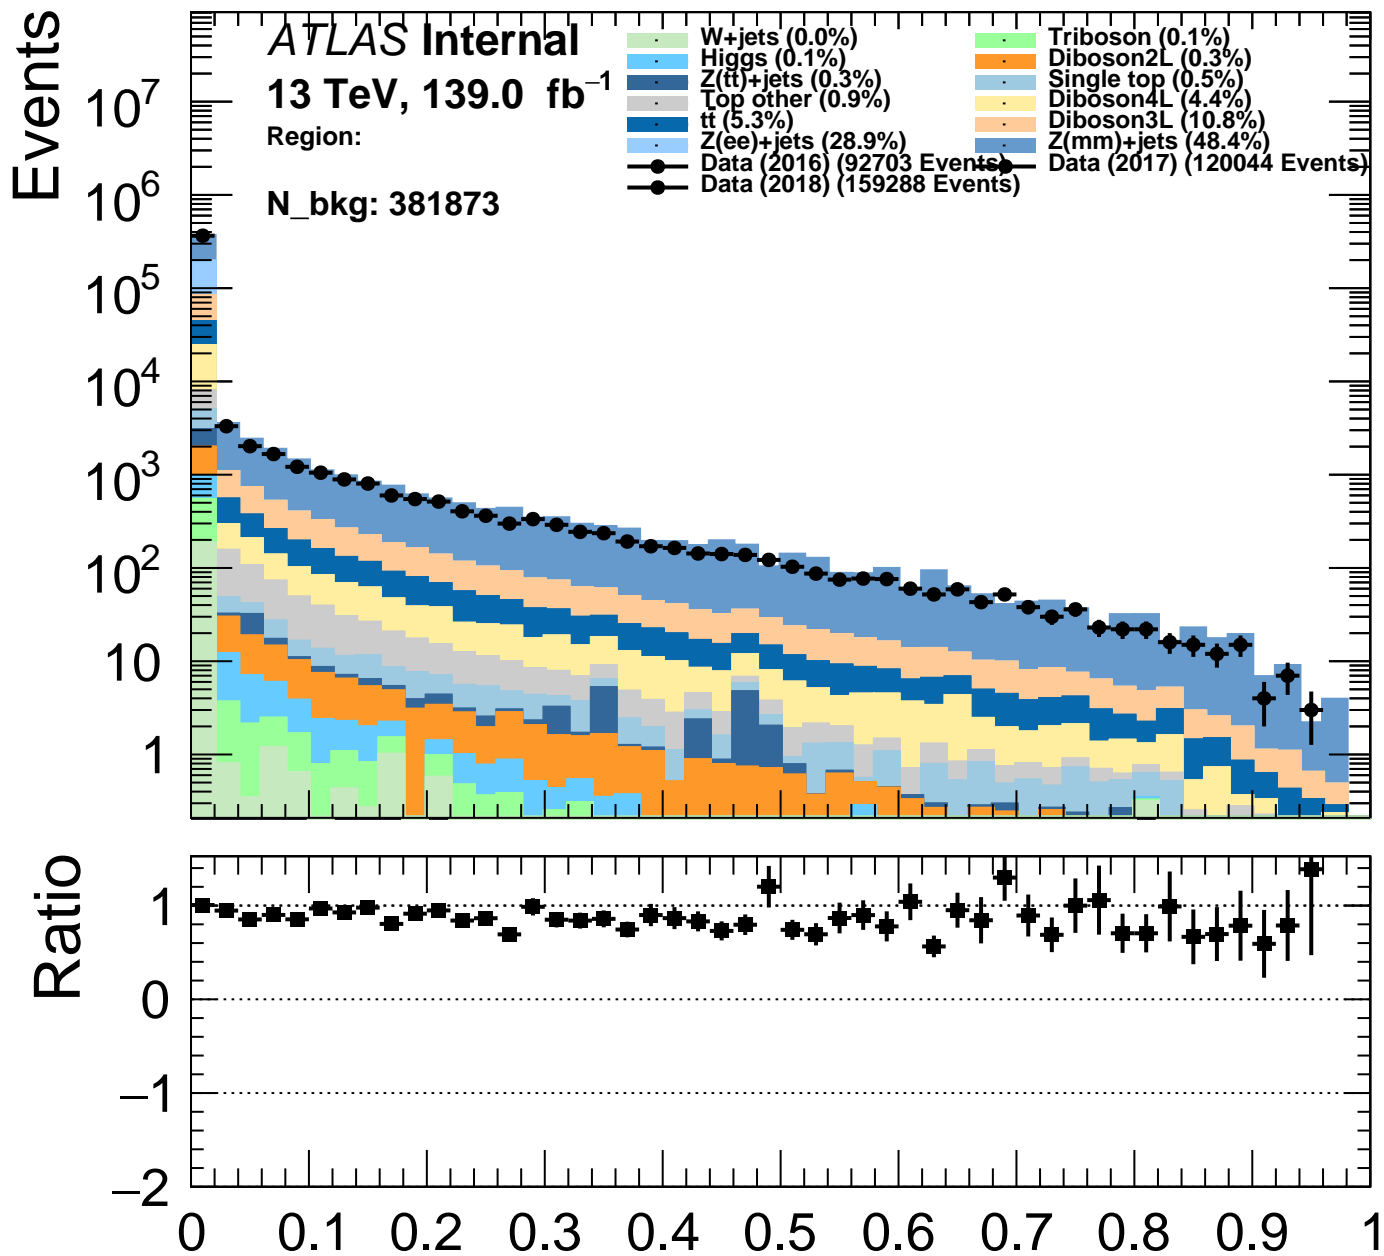 Events
ATLAS Internal
13 TeV, 139.0 fb⁻¹
Region:
N_bkg: 381873
W+jets (0.0%)
Triboson (0.1%)
Higgs (0.1%)
Diboson2L (0.3%)
Z(tt)+jets (0.3%)
Single top (0.5%)
Top other (0.9%)
Diboson4L (4.4%)
tt̄ (5.3%)
Diboson3L (10.8%)
Z(ee)+jets (28.9%)
Z(mm)+jets (48.4%)
Data (2016) (92703 Events)
Data (2017) (120044 Events)
Data (2018) (159288 Events)
10⁷
10⁶
10⁵
10⁴
10³
10²
10
1
Ratio
1
0
−1
−2
0 0.1 0.2 0.3 0.4 0.5 0.6 0.7 0.8 0.9 1